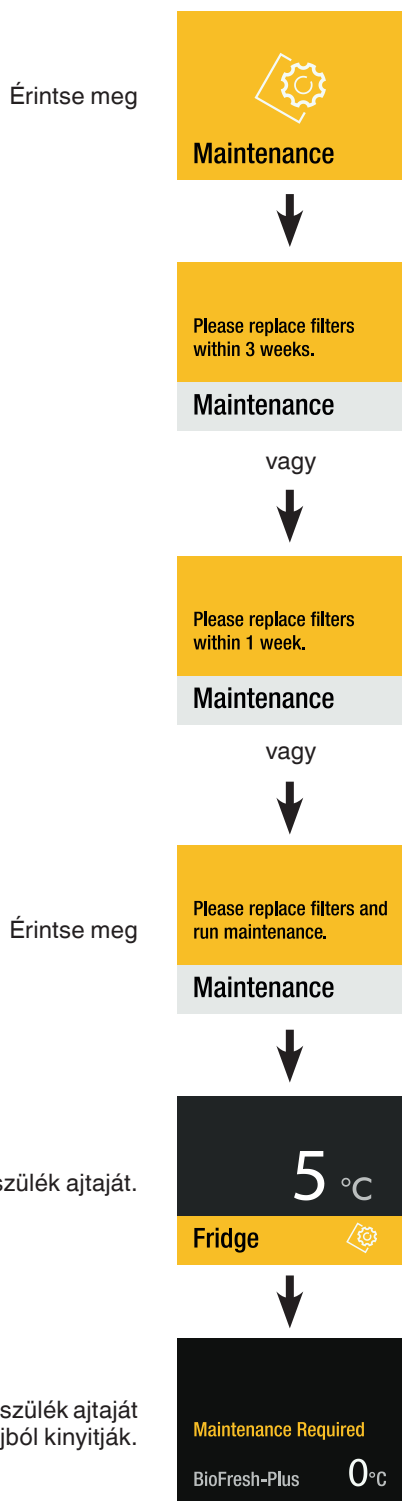 Érintse meg
Maintenance
Please replace filters
within 3 weeks.
Maintenance
vagy
Please replace filters
within 1 week.
Maintenance
vagy
Érintse meg
Please replace filters and
run maintenance.
Maintenance
szülék ajtaját.
5 °C
Fridge
szülék ajtaját
jból kinyitják.
Maintenance Required
BioFresh-Plus 0°C